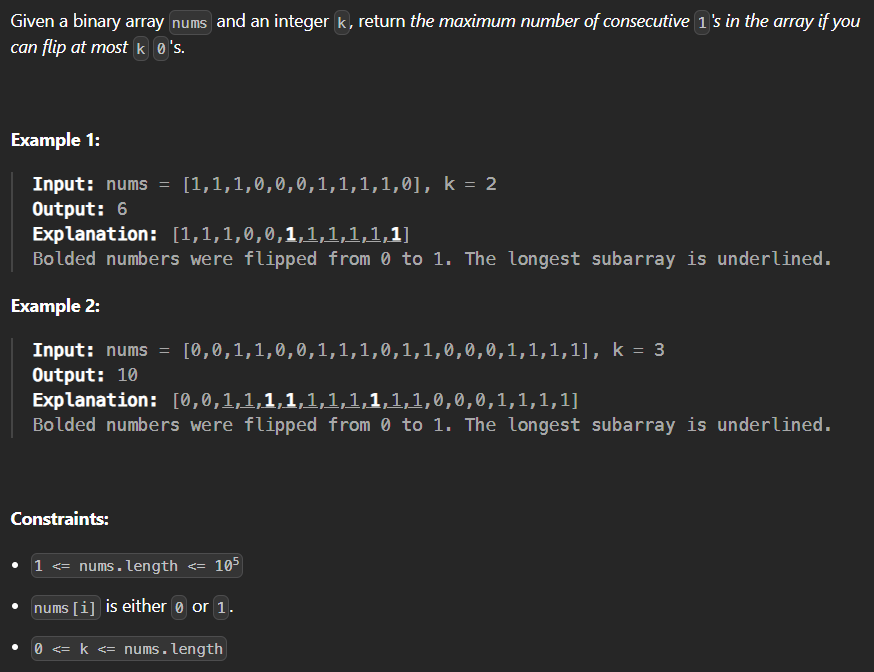 Given a binary array nums and an integer k, return the maximum number of consecutive 1's in the array if you
can flip at most k 0's.
Example 1:
Input: nums = [1,1,1,0,0,0,1,1,1,1,0], k = 2
Output: 6
Explanation: [1,1,1,0,0,1,1,1,1,1,1]
Bolded numbers were flipped from 0 to 1. The longest subarray is underlined.
Example 2:
Input: nums = [0,0,1,1,0,0,1,1,1,0,1,1,0,0,0,1,1,1,1], k = 3
Output: 10
Explanation: [0,0,1,1,1,1,1,1,1,1,1,1,0,0,0,1,1,1,1]
Bolded numbers were flipped from 0 to 1. The longest subarray is underlined.
Constraints:
• 1 <= nums.length <= 10⁵
• nums[i] is either 0 or 1.
• 0 <= k <= nums.length